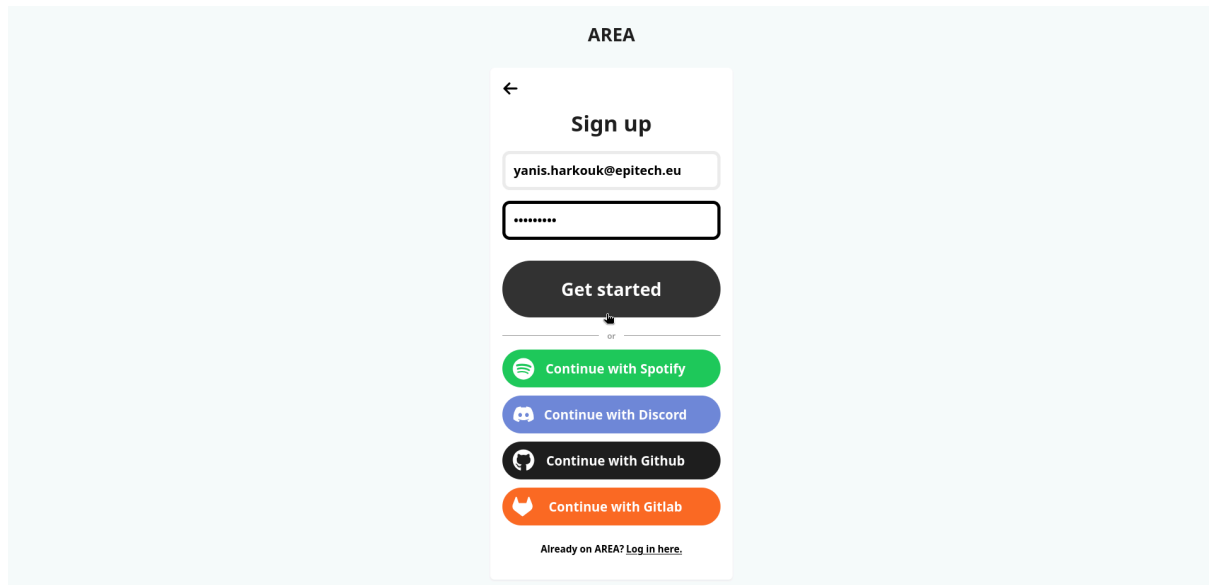 AREA
Sign up
yanis.harkouk@epitech.eu
•••••••••
Get started
or
Continue with Spotify
Continue with Discord
Continue with Github
Continue with Gitlab
Already on AREA? Log in here.